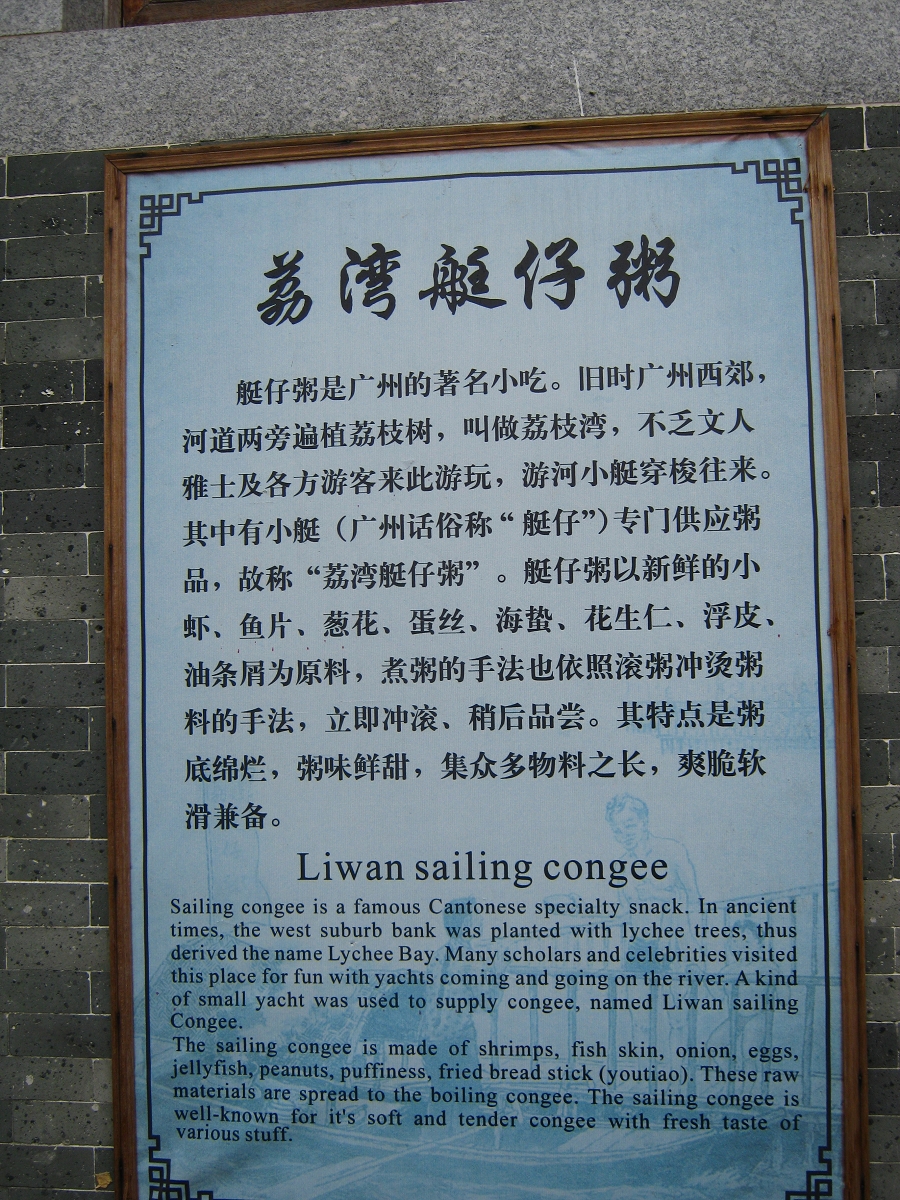 荔湾艇仔粥
艇仔粥是广州的著名小吃。旧时广州西郊，
河道两旁遍植荔枝树，叫做荔枝湾，不乏文人
雅士及各方游客来此游玩，游河小艇穿梭往来。
其中有小艇（广州话俗称“艇仔”）专门供应粥
品，故称“荔湾艇仔粥”。艇仔粥以新鲜的小
虾、鱼片、葱花、蛋丝、海蛰、花生仁、浮皮、
油条屑为原料，煮粥的手法也依照滚粥冲烫粥
料的手法，立即冲滚、稍后品尝。其特点是粥
底绵烂，粥味鲜甜，集众多物料之长，爽脆软
滑兼备。
Liwan sailing congee
Sailing congee is a famous Cantonese specialty snack. In ancient
times, the west suburb bank was planted with lychee trees, thus
derived the name Lychee Bay. Many scholars and celebrities visited
this place for fun with yachts coming and going on the river. A kind
of small yacht was used to supply congee, named Liwan sailing
Congee.
The sailing congee is made of shrimps, fish skin, onion, eggs,
jellyfish, peanuts, puffiness, fried bread stick (youtiao). These raw
materials are spread to the boiling congee. The sailing congee is
well-known for it's soft and tender congee with fresh taste of
various stuff.